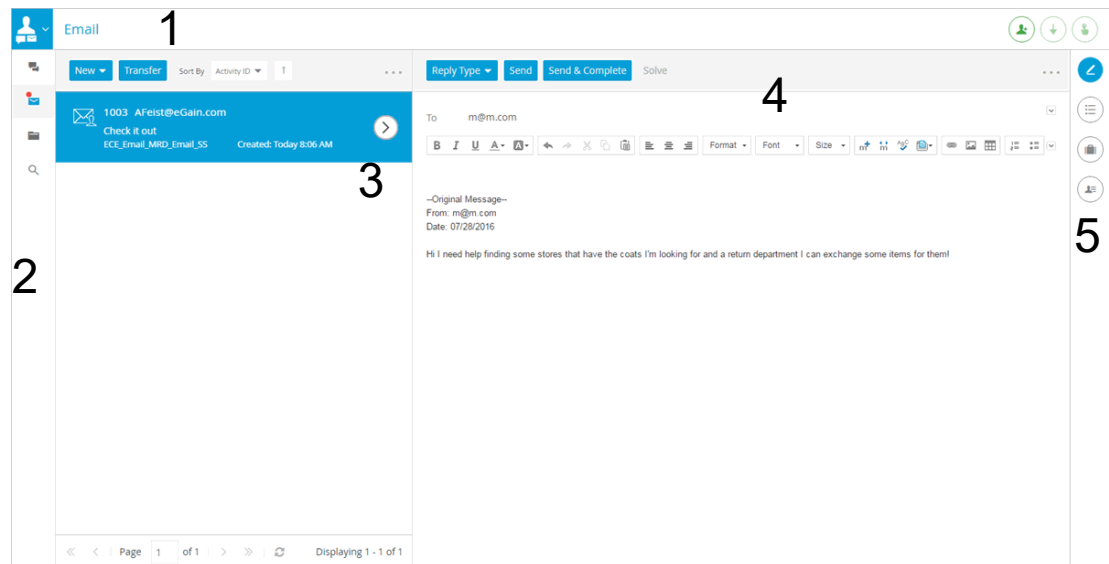 Email
1
New
Transfer
Sort By
Activity ID
Reply Type
Send
Send & Complete
Solve
4
1003 AFeist@eGain.com
Check it out
ECE_Email_MRD_Email_SS Created: Today 8:06 AM
3
To m@m.com
B I U A A Format Font Size
--Original Message--
From: m@m.com
Date: 07/28/2016
Hi I need help finding some stores that have the coats I'm looking for and a return department I can exchange some items for them!
2
5
Page 1 of 1 Displaying 1 - 1 of 1